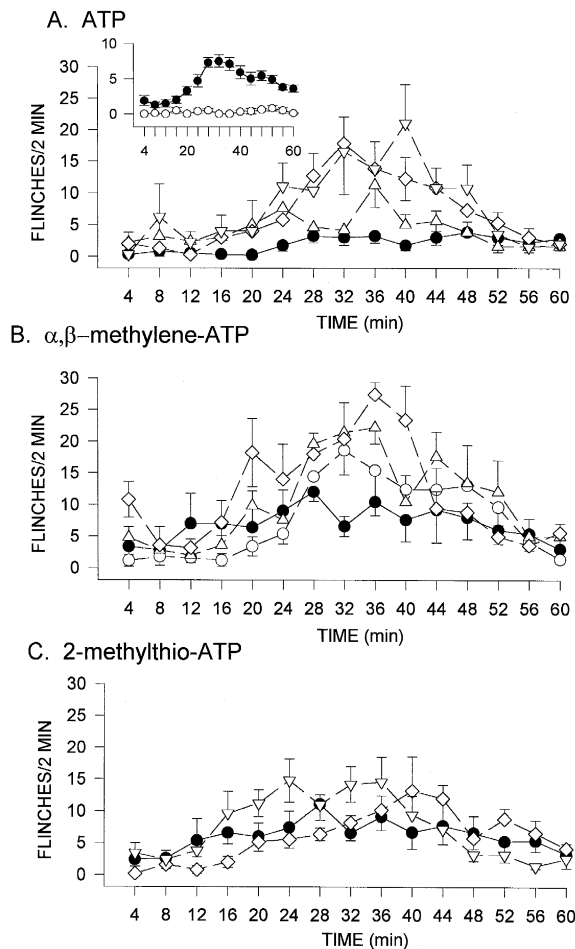 A. ATP
10
5
0
4 20 40 60
FLINCHES/2 MIN
30
25
20
15
10
5
0
4 8 12 16 20 24 28 32 36 40 44 48 52 56 60
TIME (min)
B. α,β–methylene-ATP
FLINCHES/2 MIN
30
25
20
15
10
5
0
4 8 12 16 20 24 28 32 36 40 44 48 52 56 60
TIME (min)
C. 2-methylthio-ATP
FLINCHES/2 MIN
30
25
20
15
10
5
0
4 8 12 16 20 24 28 32 36 40 44 48 52 56 60
TIME (min)